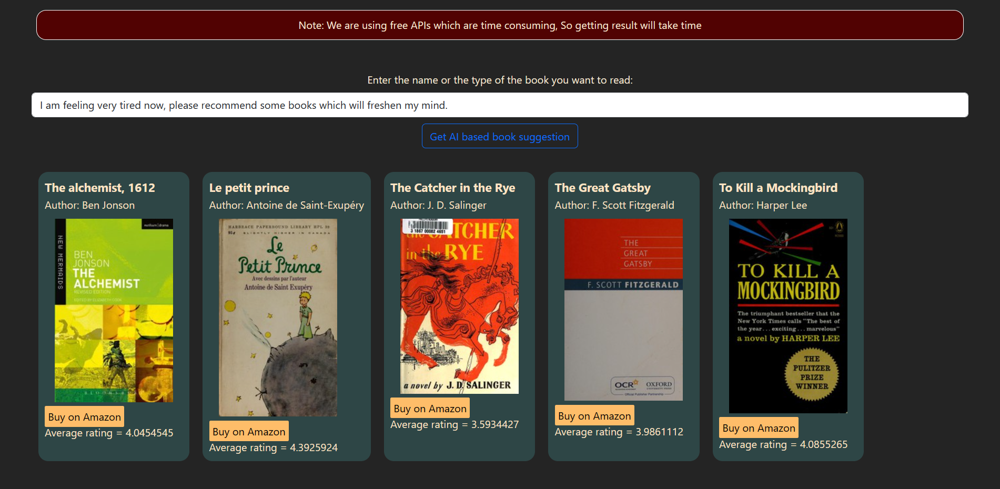 Note: We are using free APIs which are time consuming, So getting result will take time
Enter the name or the type of the book you want to read:
I am feeling very tired now, please recommend some books which will freshen my mind.
Get AI based book suggestion
The alchemist, 1612
Author: Ben Jonson
methuen | drama
NEW MERMAIDS
BEN
JONSON
THE
ALCHEMIST
REVISED EDITION
EDITED BY ELIZABETH COOK
Buy on Amazon
Average rating = 4.0454545
Le petit prince
Author: Antoine de Saint-Exupéry
HARBRACE PAPERBOUND LIBRARY HPL 39
95¢ SLIGHTLY HIGHER IN CANADA
Le
Petit Prince
Avec dessins par l'auteur
Antoine de Saint Exupéry
Buy on Amazon
Average rating = 4.3925924
The Catcher in the Rye
Author: J. D. Salinger
3 1867 00082 4651
the CATCHER
in the RYE
a novel by J. D. SALINGER
Buy on Amazon
Average rating = 3.5934427
The Great Gatsby
Author: F. Scott Fitzgerald
THE
GREAT
GATSBY
F. SCOTT FITZGERALD
OCR OXFORD
UNIVERSITY PRESS
Official Publisher Partnership
Buy on Amazon
Average rating = 3.9861112
To Kill a Mockingbird
Author: Harper Lee
TO KILL A
MOCKINGBIRD
The triumphant bestseller that the
New York Times calls "The best of
the year...exciting...marvelous"
a novel by HARPER LEE
THE
PULITZER
PRIZE
WINNER
Buy on Amazon
Average rating = 4.0855265